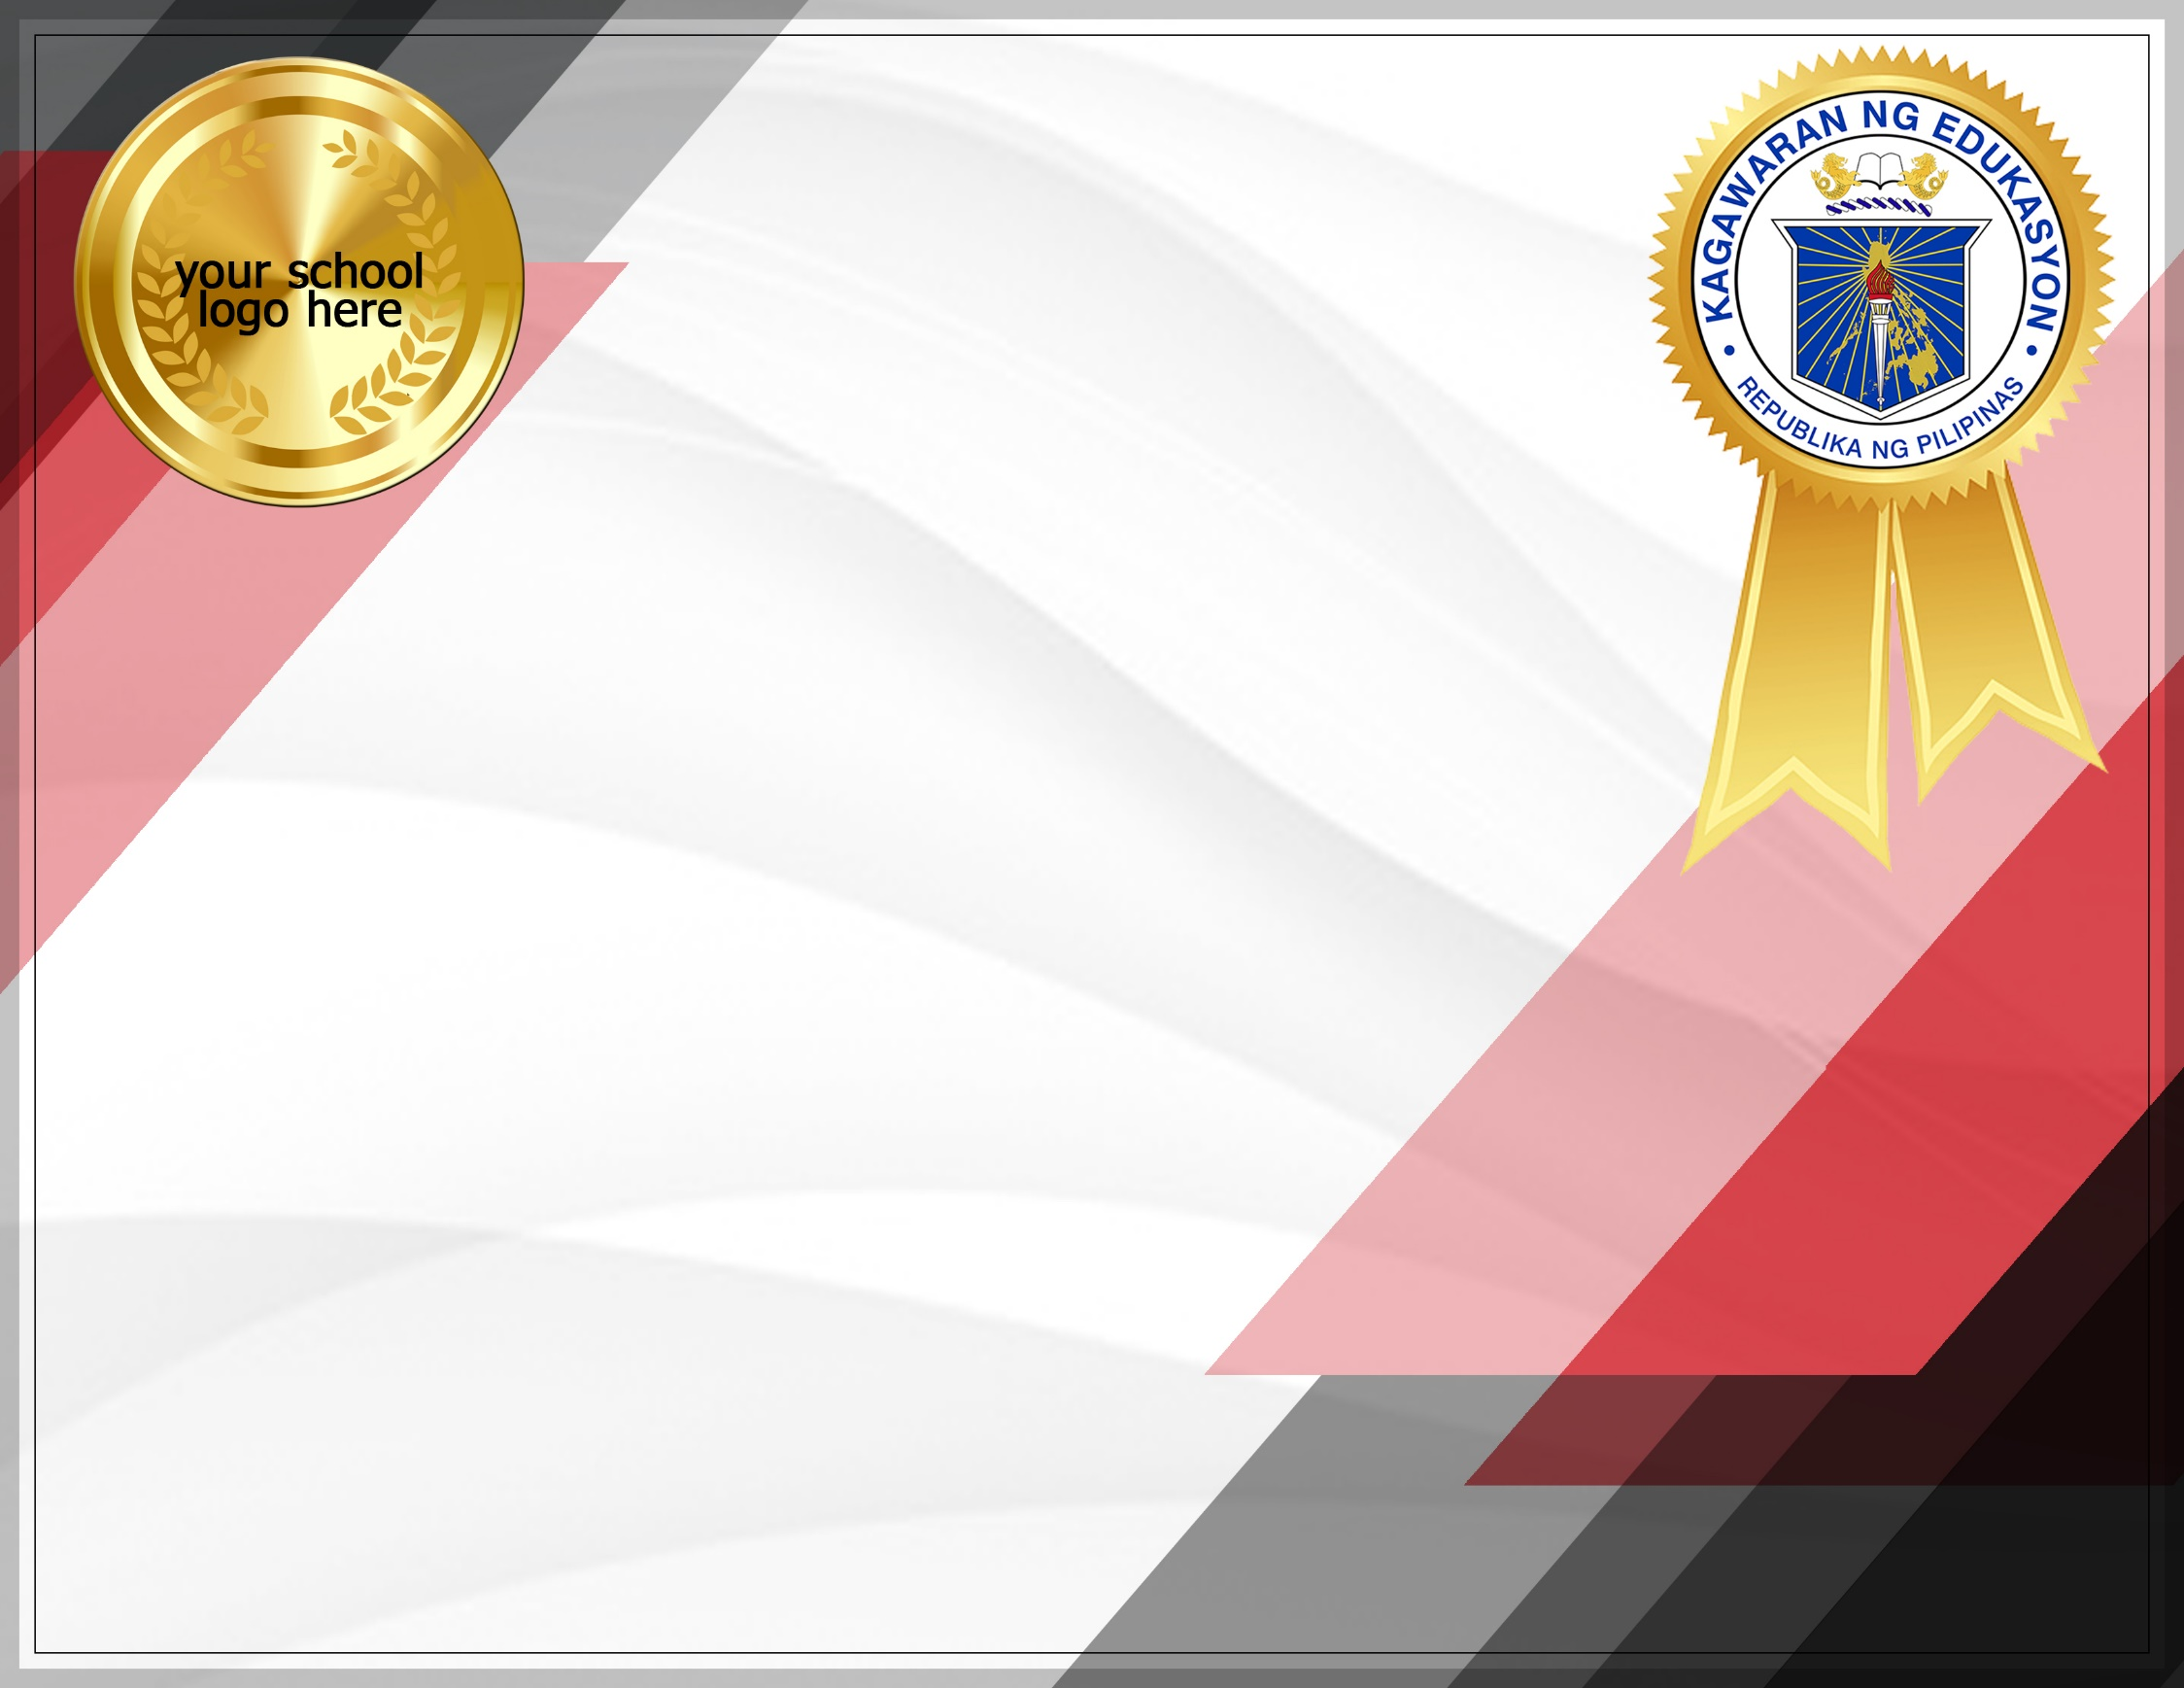 your school
logo here
KAGAWARAN NG EDUKASYON
REPUBLIKA NG PILIPINAS